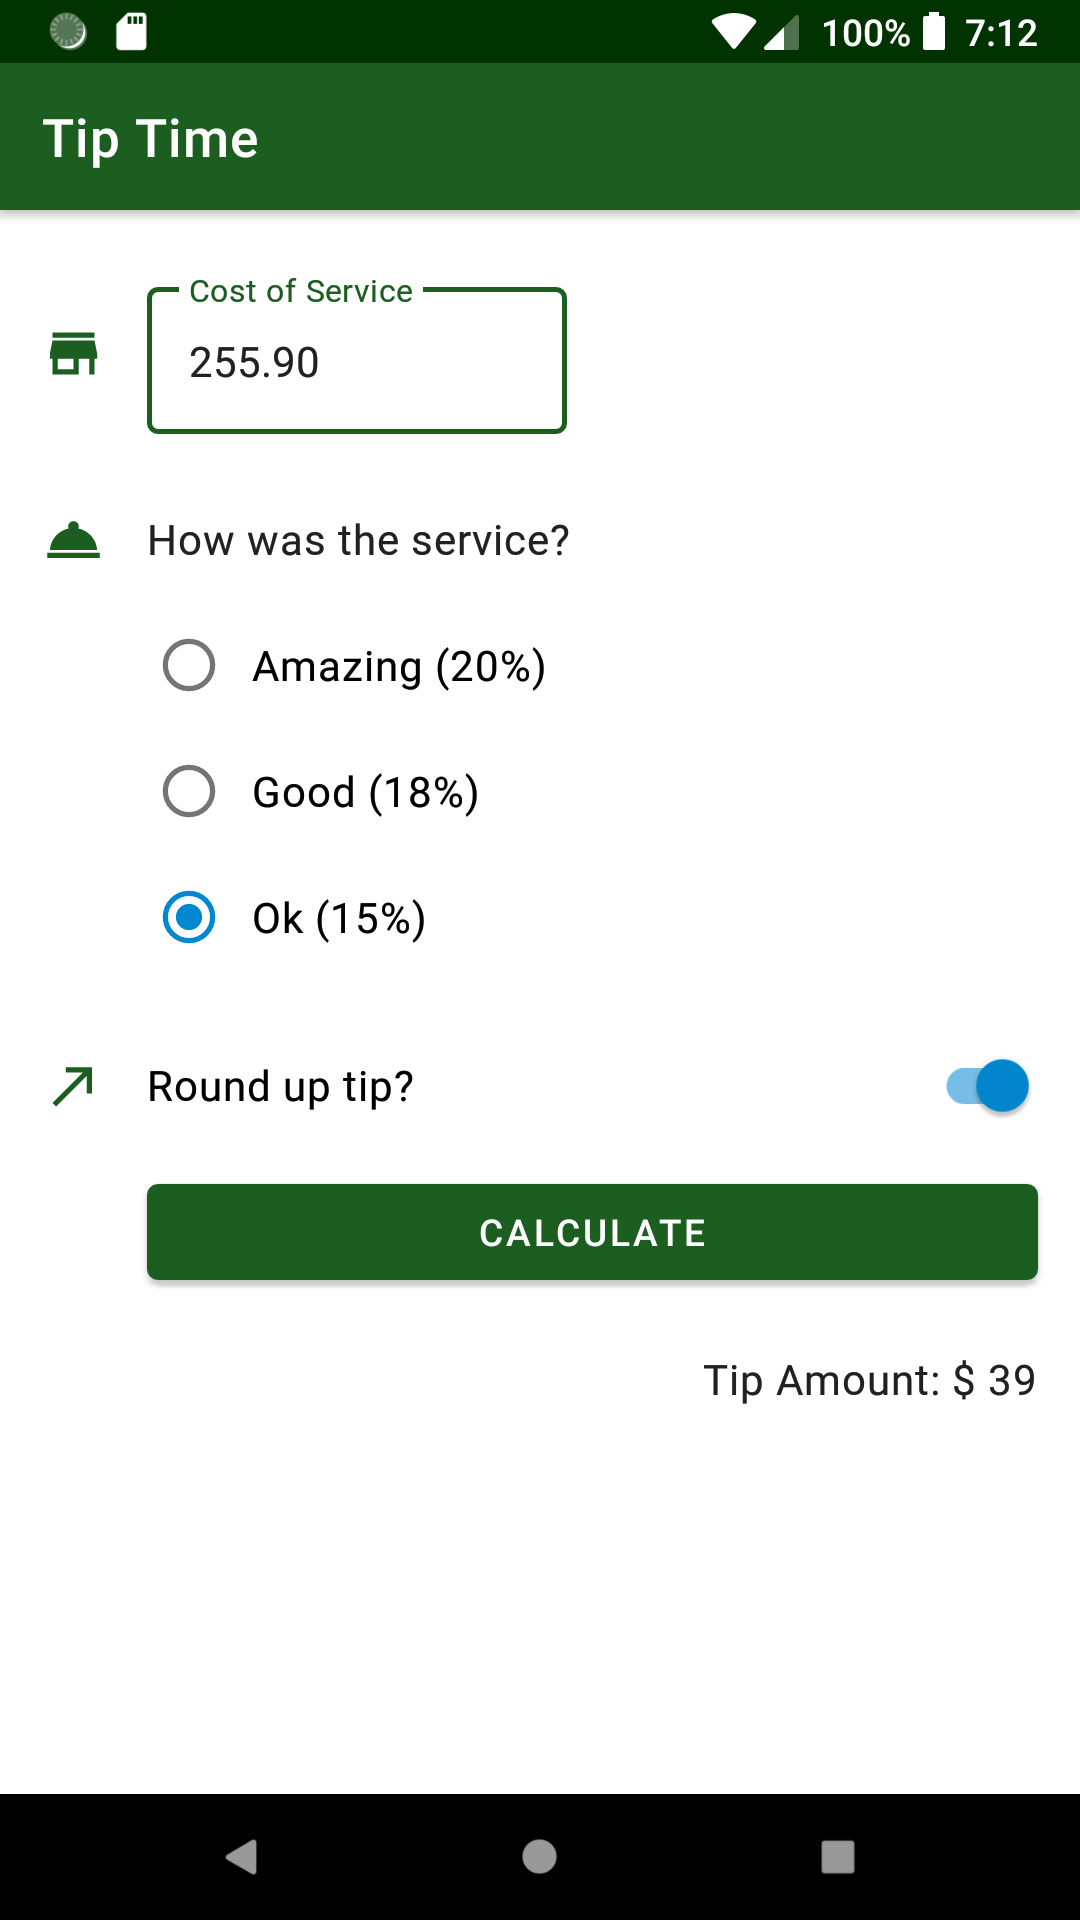 100% 7:12
Tip Time
Cost of Service
255.90
How was the service?
Amazing (20%)
Good (18%)
Ok (15%)
Round up tip?
CALCULATE
Tip Amount: $ 39